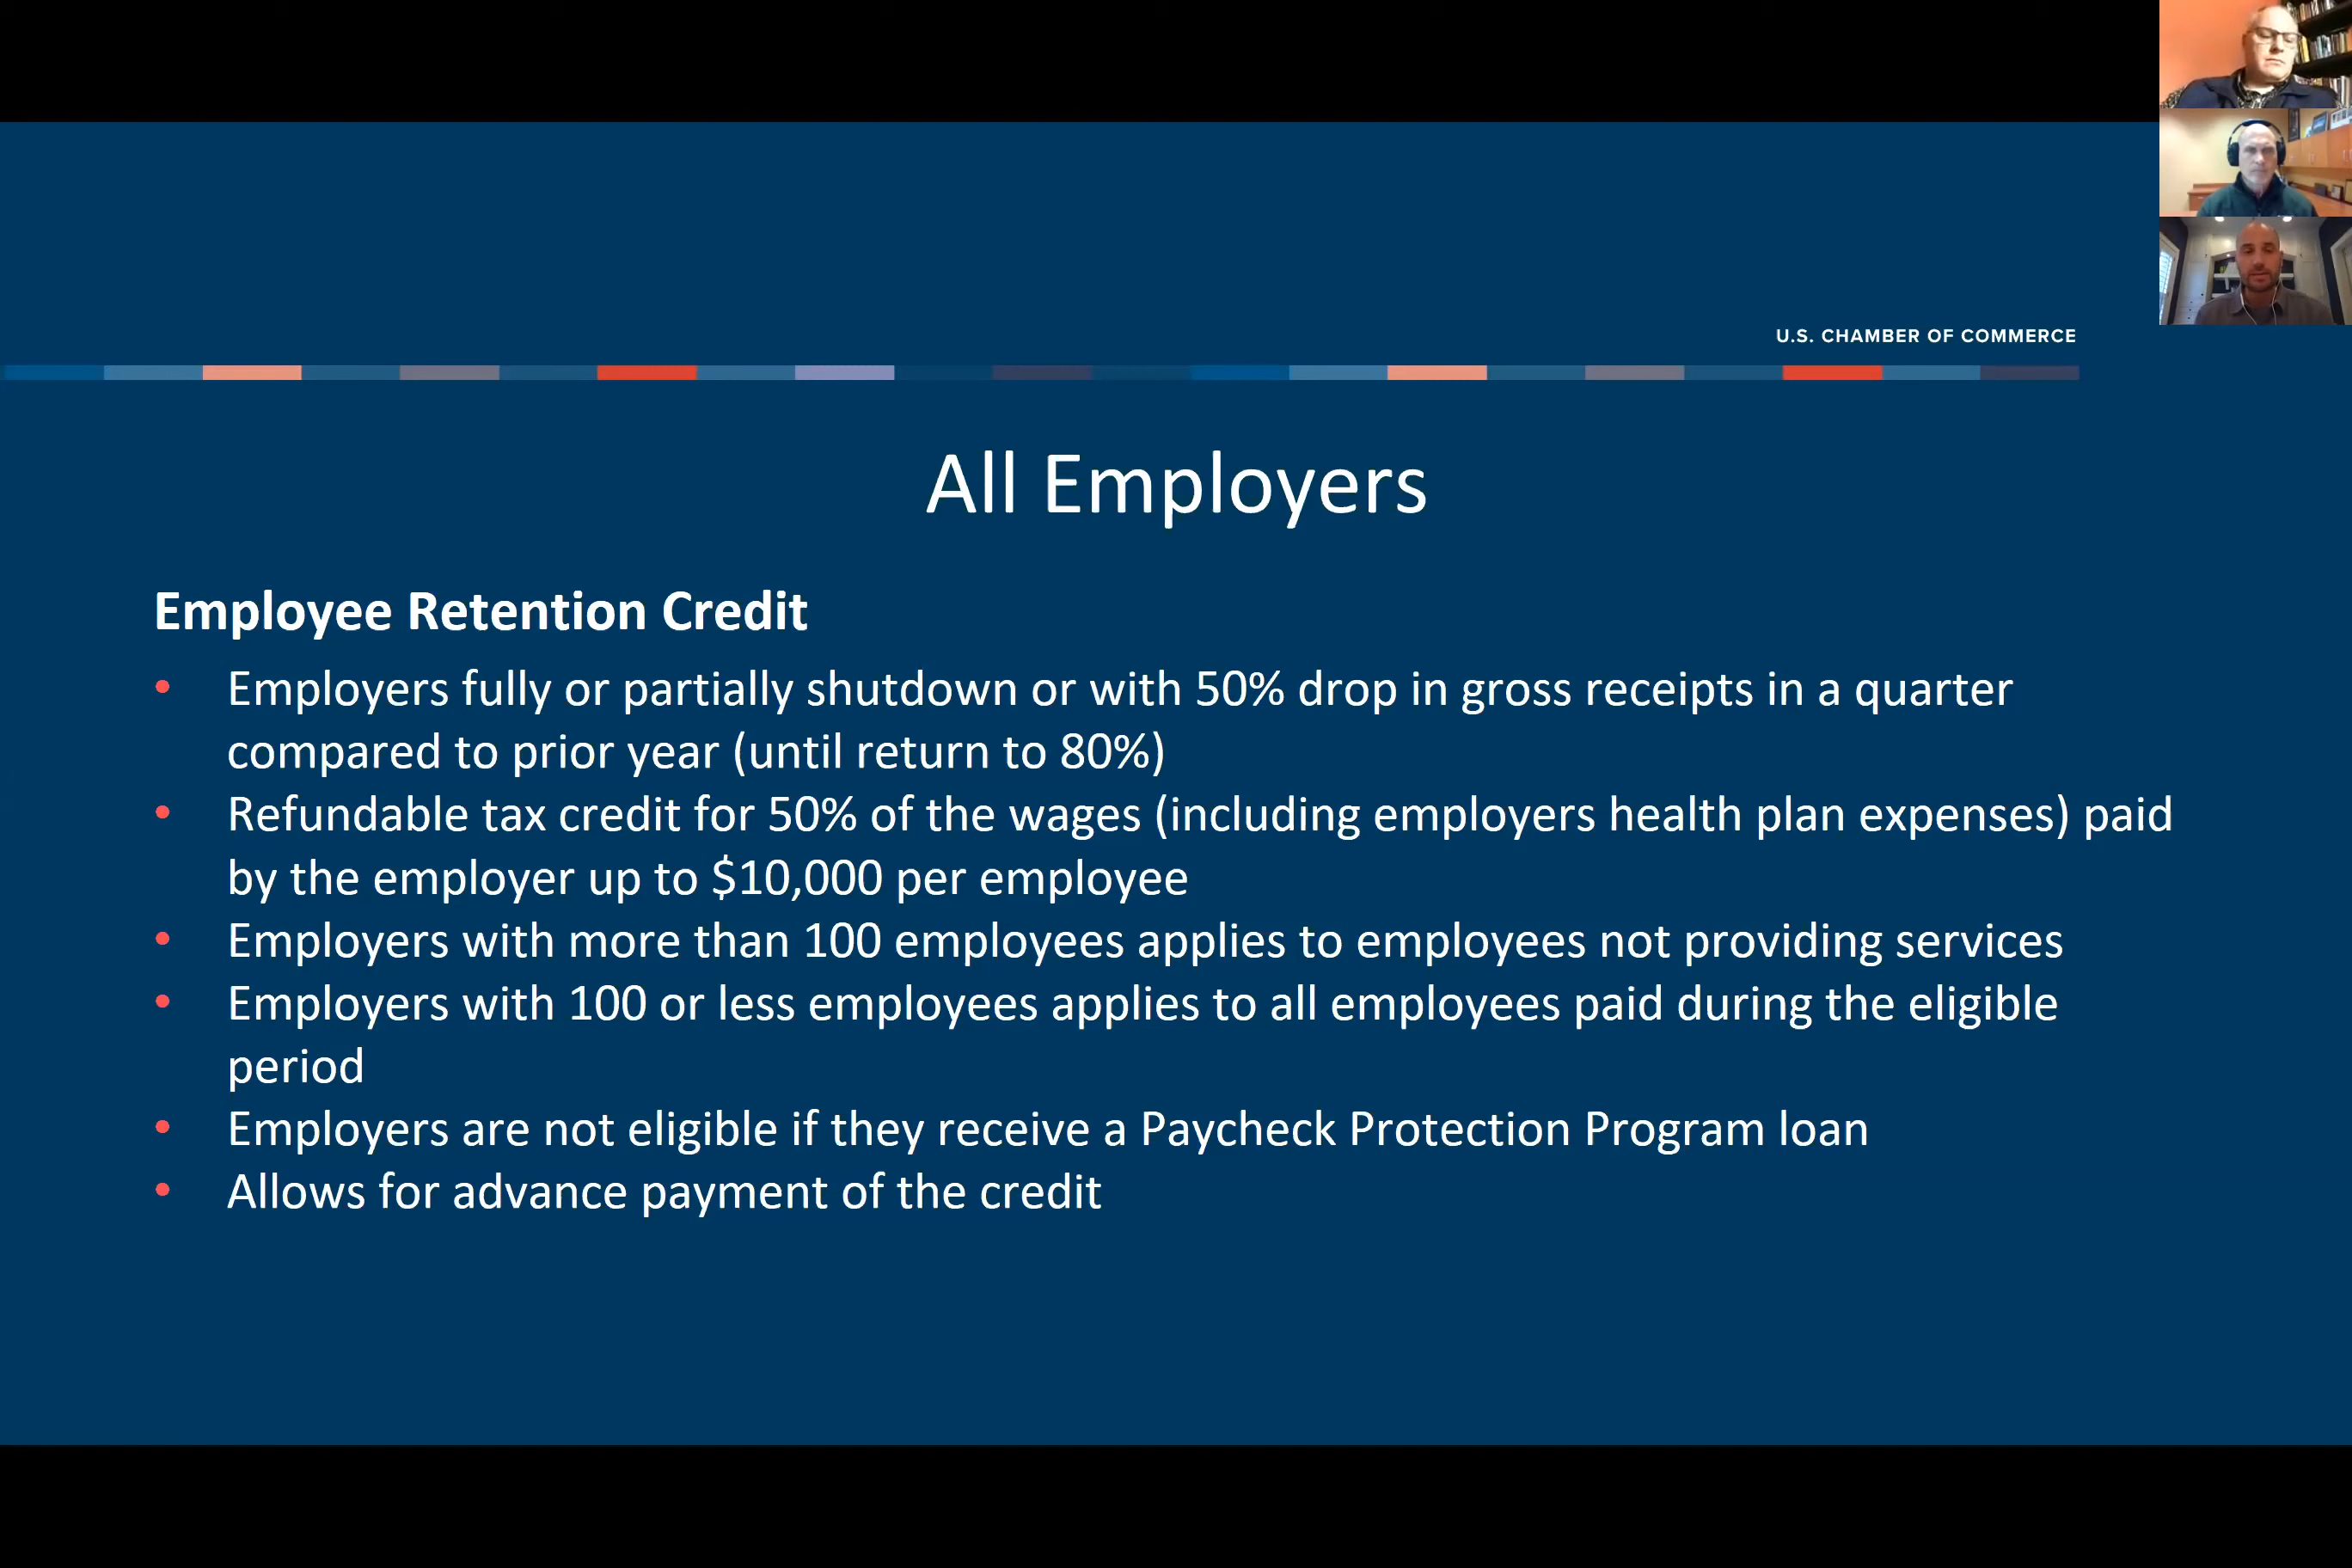 U.S. CHAMBER OF COMMERCE
All Employers
Employee Retention Credit
• Employers fully or partially shutdown or with 50% drop in gross receipts in a quarter
compared to prior year (until return to 80%)
• Refundable tax credit for 50% of the wages (including employers health plan expenses) paid
by the employer up to $10,000 per employee
• Employers with more than 100 employees applies to employees not providing services
• Employers with 100 or less employees applies to all employees paid during the eligible
period
• Employers are not eligible if they receive a Paycheck Protection Program loan
• Allows for advance payment of the credit